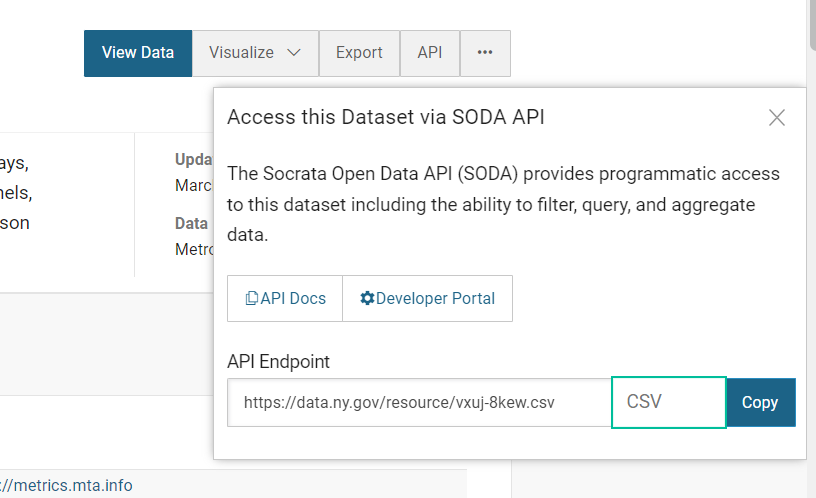 View Data
Visualize
Export
API
...
Access this Dataset via SODA API
The Socrata Open Data API (SODA) provides programmatic access
to this dataset including the ability to filter, query, and aggregate
data.
API Docs
Developer Portal
API Endpoint
https://data.ny.gov/resource/vxuj-8kew.csv
CSV
Copy
ays,
nels,
son
Upda
Marc
Data
Metro
://metrics.mta.info